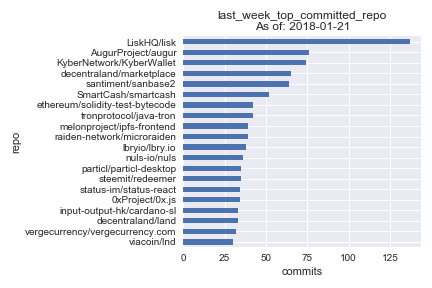 last_week_top_committed_repo
As of: 2018-01-21
LiskHQ/lisk
AugurProject/augur
KyberNetwork/KyberWallet
decentraland/marketplace
santiment/sanbase2
SmartCash/smartcash
ethereum/solidity-test-bytecode
tronprotocol/java-tron
melonproject/ipfs-frontend
raiden-network/microraiden
lbryio/lbry.io
nuls-io/nuls
particl/particl-desktop
steemit/redeemer
status-im/status-react
0xProject/0x.js
input-output-hk/cardano-sl
decentraland/land
vergecurrency/vergecurrency.com
viacoin/lnd
repo
0 25 50 75 100 125
commits